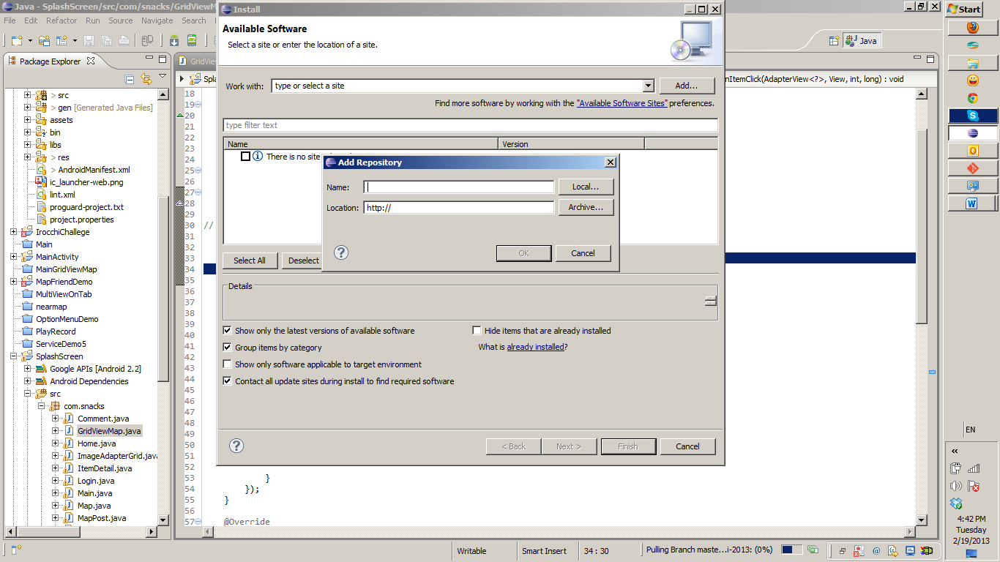 Java - SplashScreen/src/com/snacks/GridViewM
File Edit Refactor Run Source Navigate Search
Package Explorer
> src
> gen [Generated Java Files]
assets
bin
libs
> res
> AndroidManifest.xml
ic_launcher-web.png
lint.xml
proguard-project.txt
project.properties
IrocchiChallege
Main
MainActivity
MainGridViewMap
MapFriendDemo
MultiViewOnTab
nearmap
OptionMenuDemo
PlayRecord
ServiceDemo5
SplashScreen
Google APIs [Android 2.2]
Android Dependencies
src
com.snacks
Comment.java
GridViewMap.java
Home.java
ImageAdapterGrid.java
ItemDetail.java
Login.java
Main.java
Map.java
MapPost.java
GridView
Spla
nItemClick(AdapterView<?>, View, int, long) : void
Java
18
19
20
21
22
23
24
25
26
27
28
29
30 //
31
32
33
34
35
36
37
38
39
40
41
42
43
44
45
46
47
48
49
50
51
52
53 }
54 });
55 }
56
57 @Override
Install
Available Software
Select a site or enter the location of a site.
Work with: type or select a site Add...
Find more software by working with the "Available Software Sites" preferences.
type filter text
Name Version
There is no site
Add Repository
Name: Local...
Location: http:// Archive...
OK Cancel
Select All Deselect
Details
Show only the latest versions of available software
Hide items that are already installed
Group items by category
What is already installed?
Show only software applicable to target environment
Contact all update sites during install to find required software
< Back Next > Finish Cancel
Writable Smart Insert 34 : 30 Pulling Branch maste...i-2013: (0%)
Start
EN
4:42 PM
Tuesday
2/19/2013